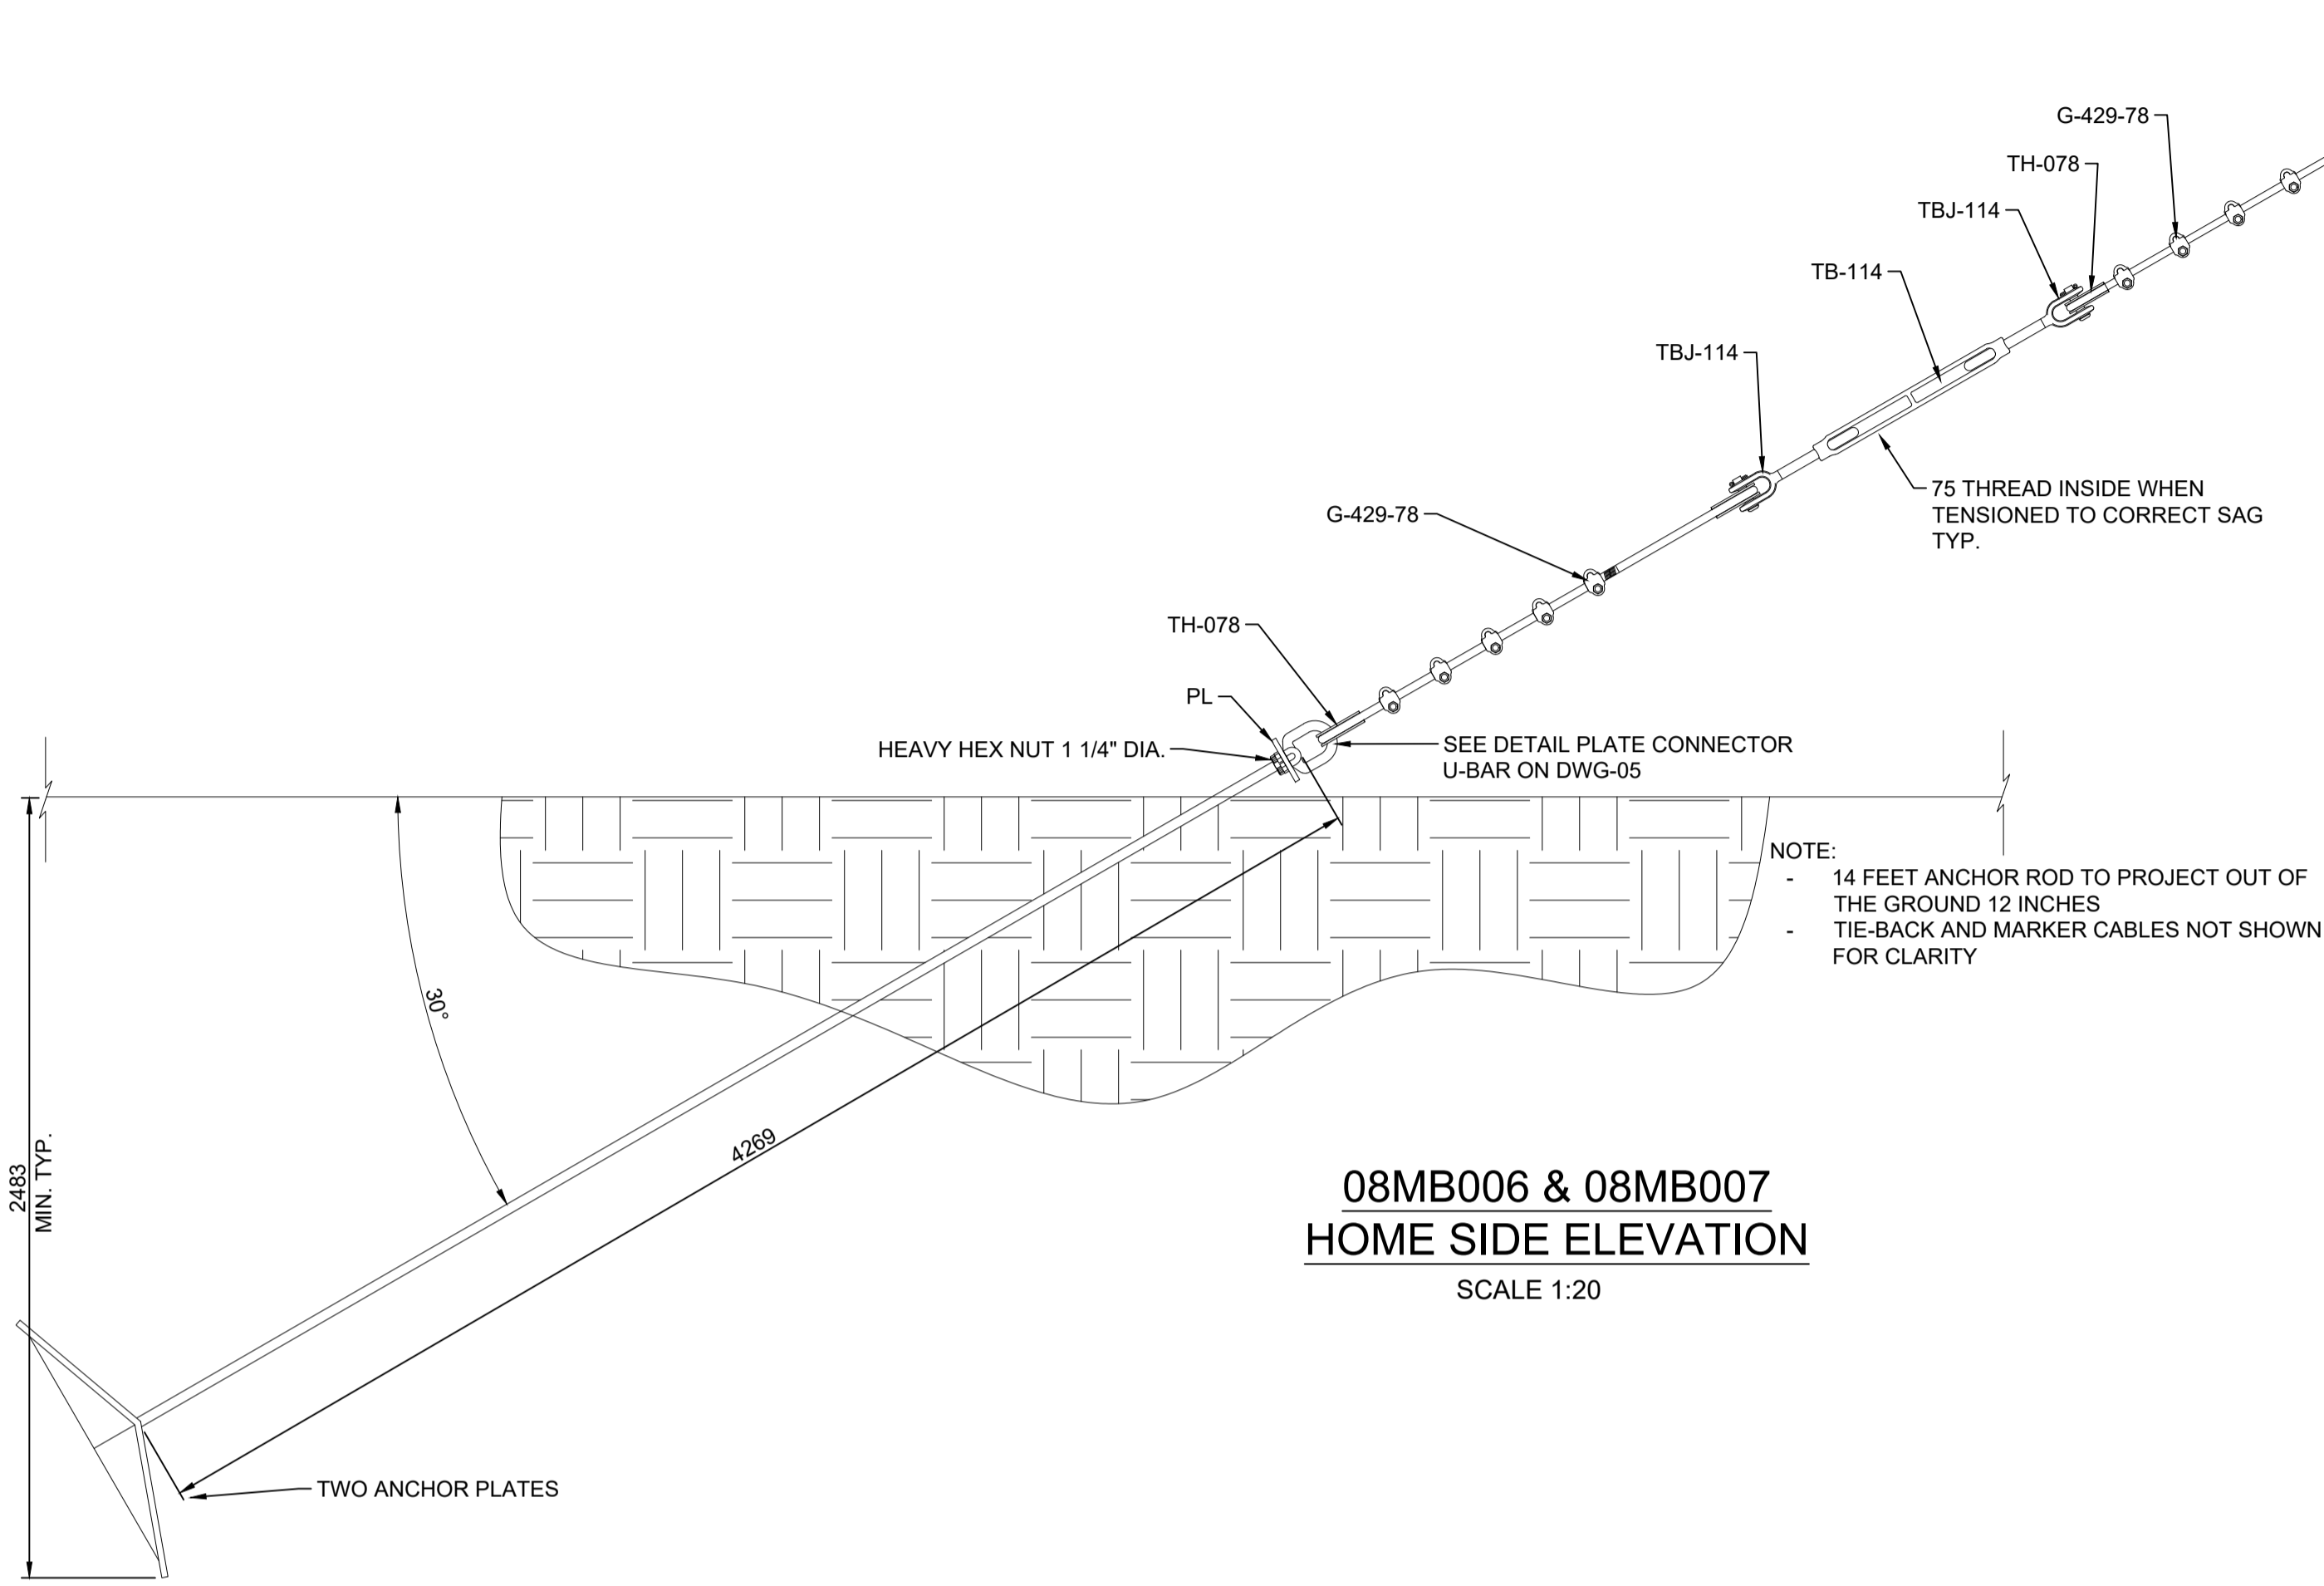 G-429-78
TH-078
TBJ-114
TB-114
TBJ-114
75 THREAD INSIDE WHEN
TENSIONED TO CORRECT SAG
TYP.
G-429-78
TH-078
PL
HEAVY HEX NUT 1 1/4" DIA.
SEE DETAIL PLATE CONNECTOR
U-BAR ON DWG-05
NOTE:
- 14 FEET ANCHOR ROD TO PROJECT OUT OF
THE GROUND 12 INCHES
- TIE-BACK AND MARKER CABLES NOT SHOWN
FOR CLARITY
30°
4269
2483
MIN. TYP.
08MB006 & 08MB007
HOME SIDE ELEVATION
SCALE 1:20
TWO ANCHOR PLATES